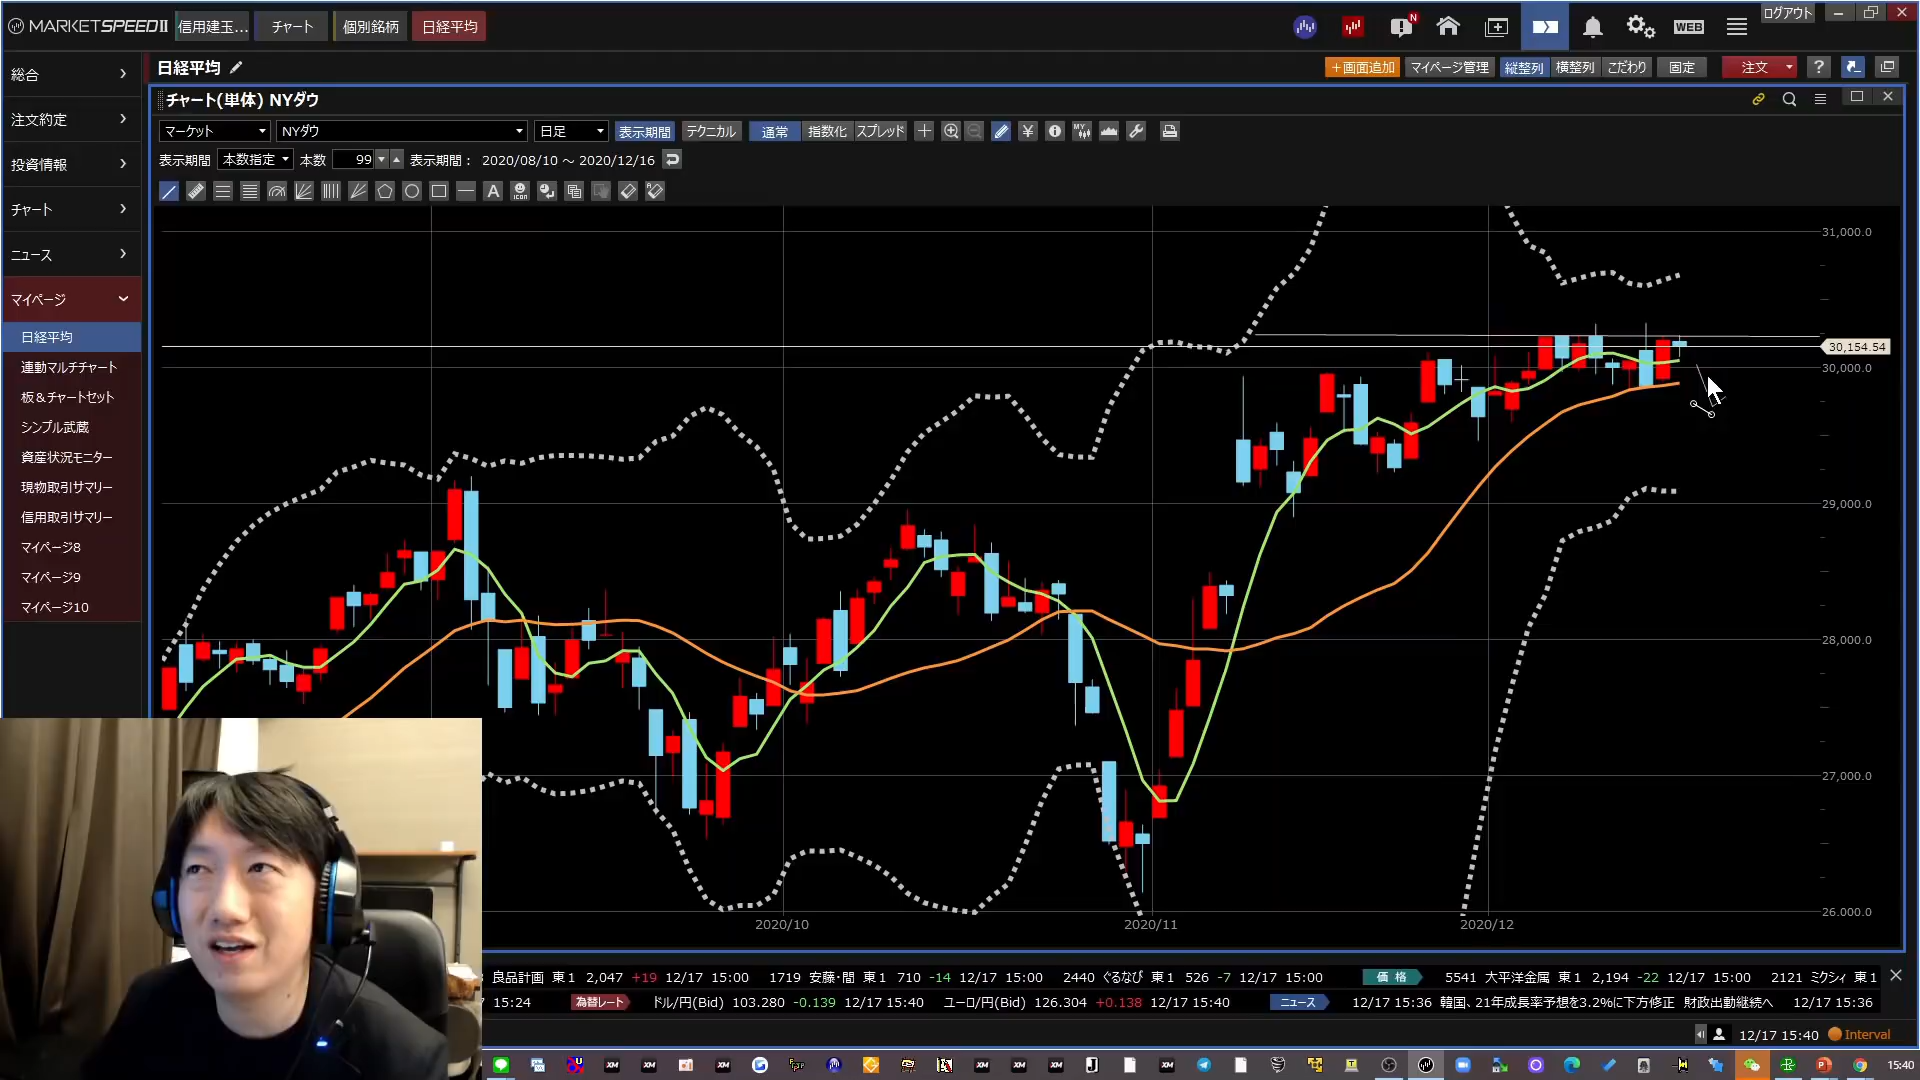 MARKETSPEEDⅡ 信用建玉... チャート 個別銘柄 日経平均 N WEB ログアウト
総合
注文約定
投資情報
チャート
ニュース
マイページ
日経平均
連動マルチチャート
板&チャートセット
シンプル武蔵
資産状況モニター
現物取引サマリー
信用取引サマリー
マイページ8
マイページ9
マイページ10
日経平均 +画面追加 マイページ管理 縦整列 横整列 こだわり 固定 注文 ?
チャート(単体) NYダウ
マーケット NYダウ 日足 表示期間 テクニカル 通常 指数化 スプレッド ¥ MY
表示期間 本数指定 本数 99 表示期間: 2020/08/10 ～ 2020/12/16
A ICON
31,000.0
30,154.54
30,000.0
29,000.0
28,000.0
27,000.0
26,000.0
2020/10 2020/11 2020/12
良品計画 東1 2,047 +19 12/17 15:00 1719 安藤・間 東1 710 -14 12/17 15:00 2440 ぐるなび 東1 526 -7 12/17 15:00 価格 5541 大平洋金属 東1 2,194 -22 12/17 15:00 2121 ミクシィ 東1
15:24 為替レート ドル/円(Bid) 103.280 -0.139 12/17 15:40 ユーロ/円(Bid) 126.304 +0.138 12/17 15:40 ニュース 12/17 15:36 韓国、21年成長率予想を3.2%に下方修正 財政出動継続へ 12/17 15:36
12/17 15:40 Interval
15:40